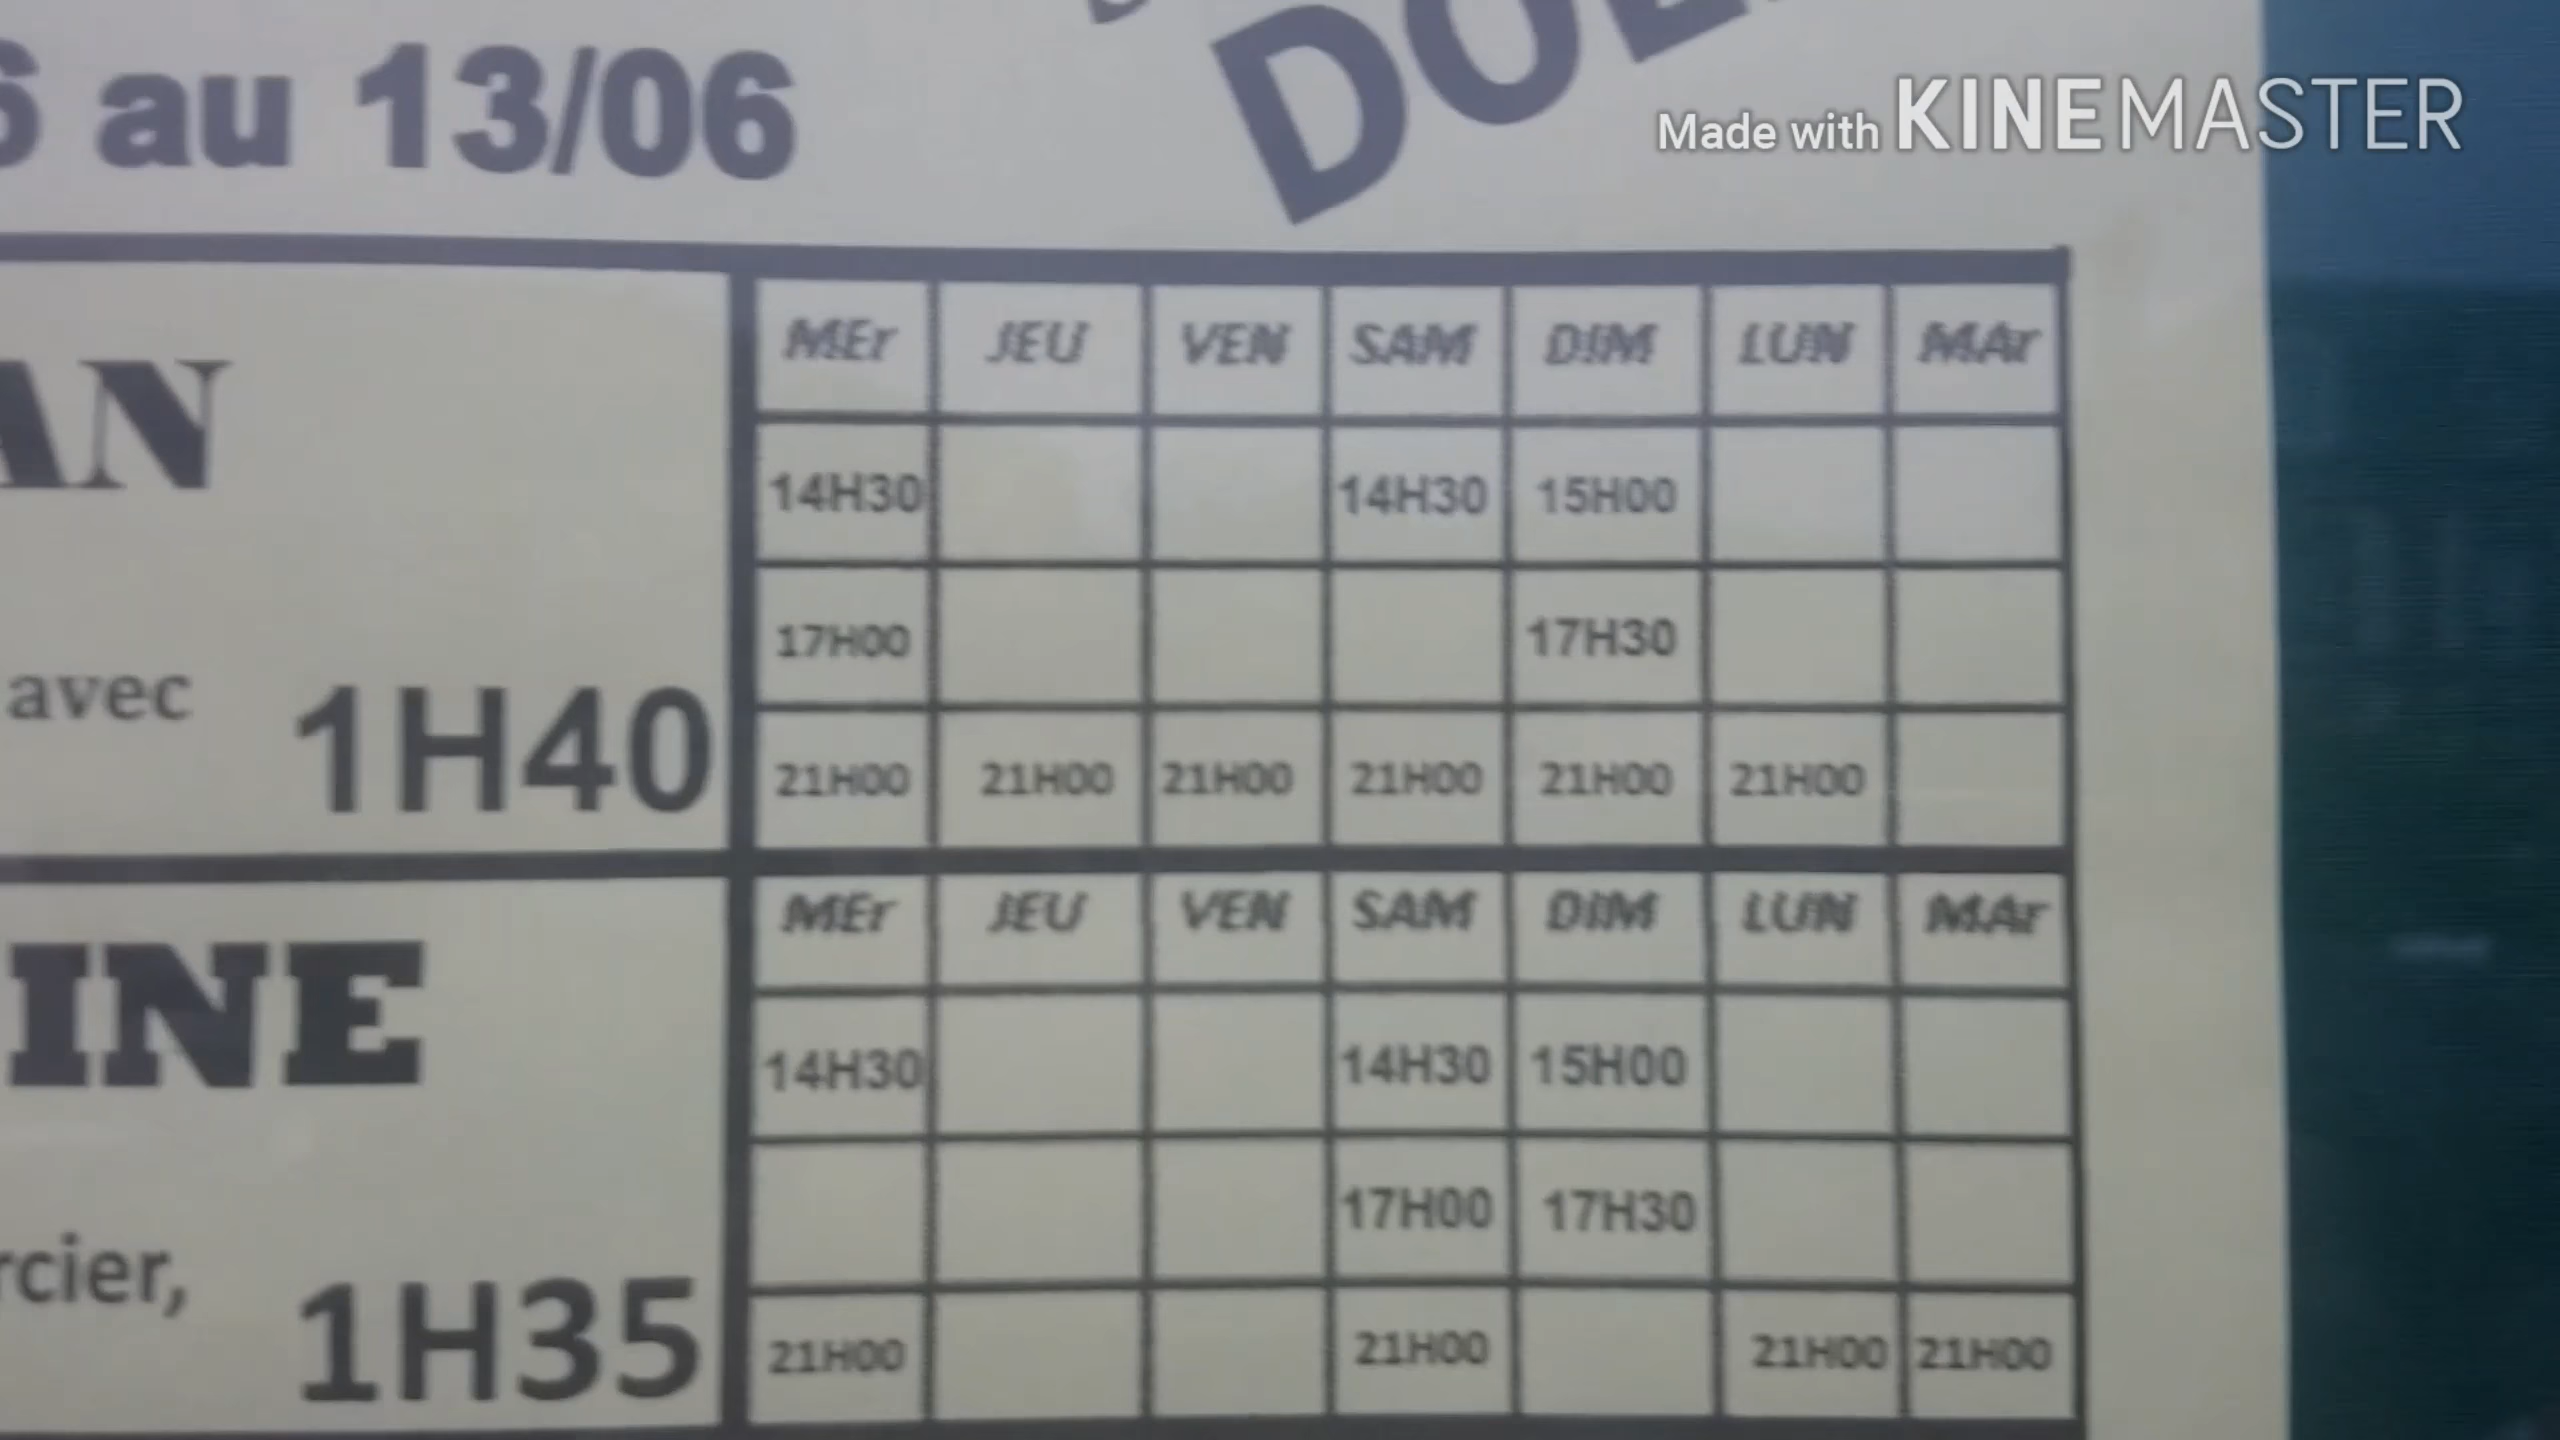 6 au 13/06
Made with KINEMASTER
AN
MEr JEU VEN SAM DIM LUN MAr
14H30 14H30 15H00
17H00 17H30
avec 1H40
21H00 21H00 21H00 21H00 21H00 21H00
INE
MEr JEU VEN SAM DIM LUN MAr
14H30 14H30 15H00
17H00 17H30
rcier, 1H35
21H00 21H00 21H00 21H00